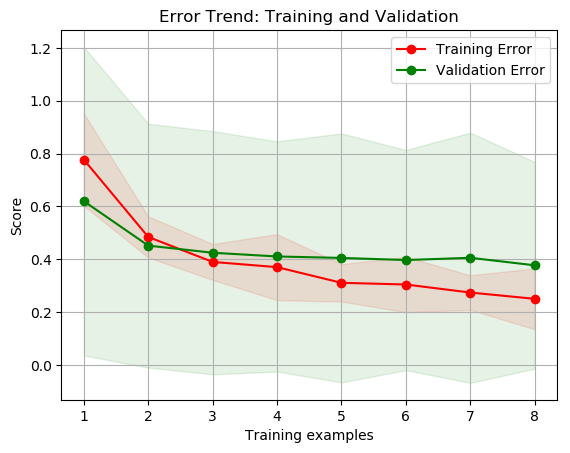 Error Trend: Training and Validation
Training Error
Validation Error
1.2
1.0
0.8
0.6
0.4
0.2
0.0
Score
1 2 3 4 5 6 7 8
Training examples